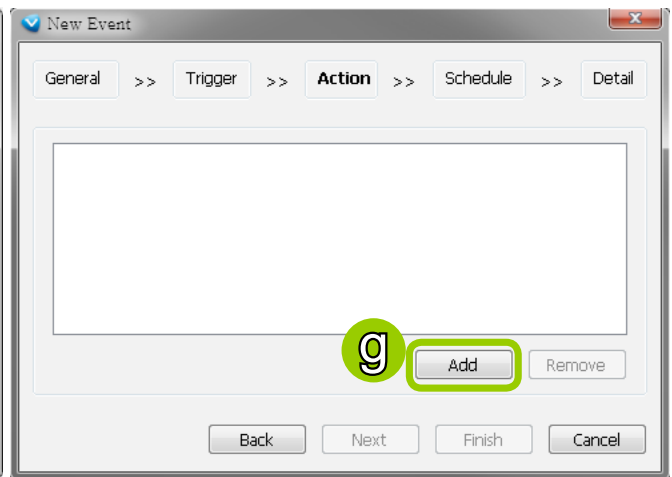 New Event
General >> Trigger >> Action >> Schedule >> Detail
g
Add Remove
Back Next Finish Cancel